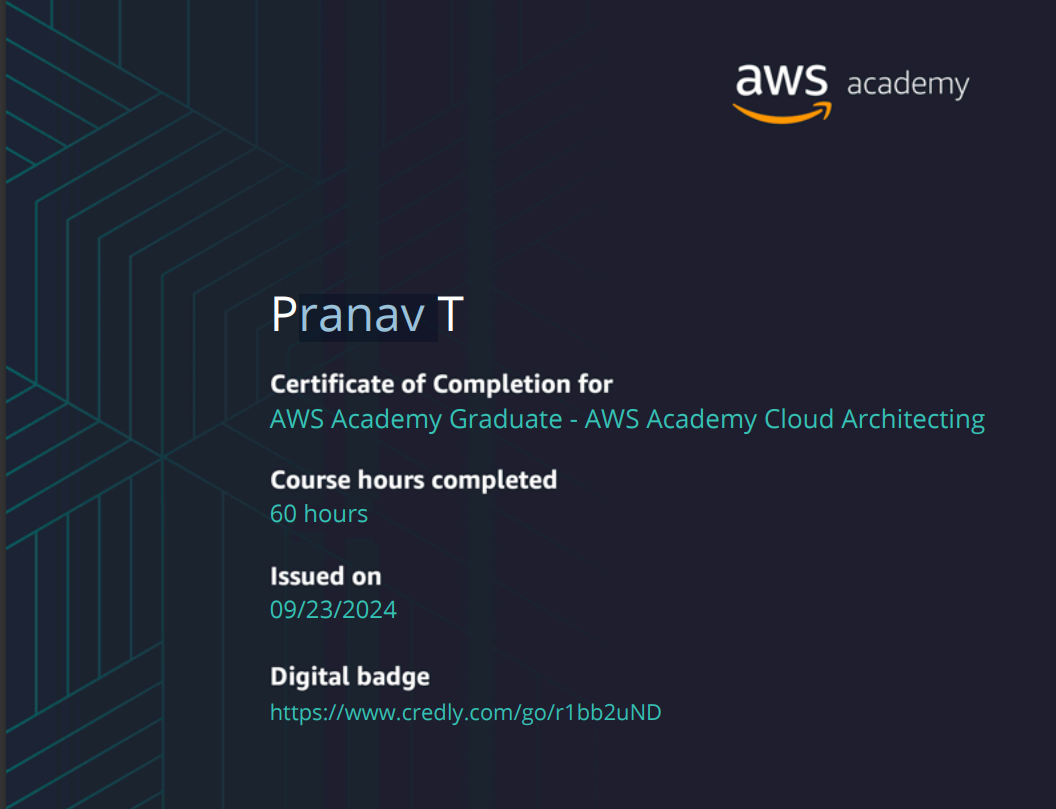 aws academy
Pranav T
Certificate of Completion for
AWS Academy Graduate - AWS Academy Cloud Architecting
Course hours completed
60 hours
Issued on
09/23/2024
Digital badge
https://www.credly.com/go/r1bb2uND